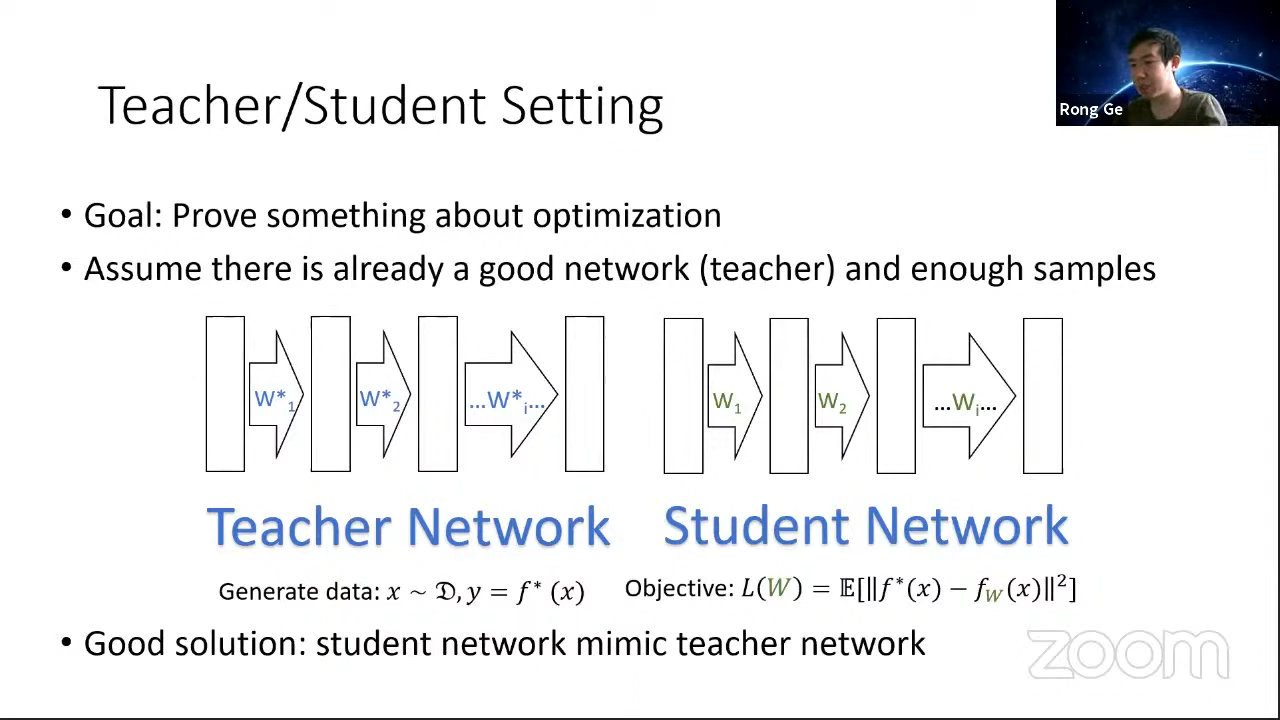 Teacher/Student Setting
Rong Ge
• Goal: Prove something about optimization
• Assume there is already a good network (teacher) and enough samples
W*₁ W*₂ ...W*ᵢ... W₁ W₂ ...Wᵢ...
Teacher Network Student Network
Generate data: x ~ 𝔇, y = f* (x) Objective: L(W) = 𝔼[‖f*(x) − f_W(x)‖²]
• Good solution: student network mimic teacher network
zoom